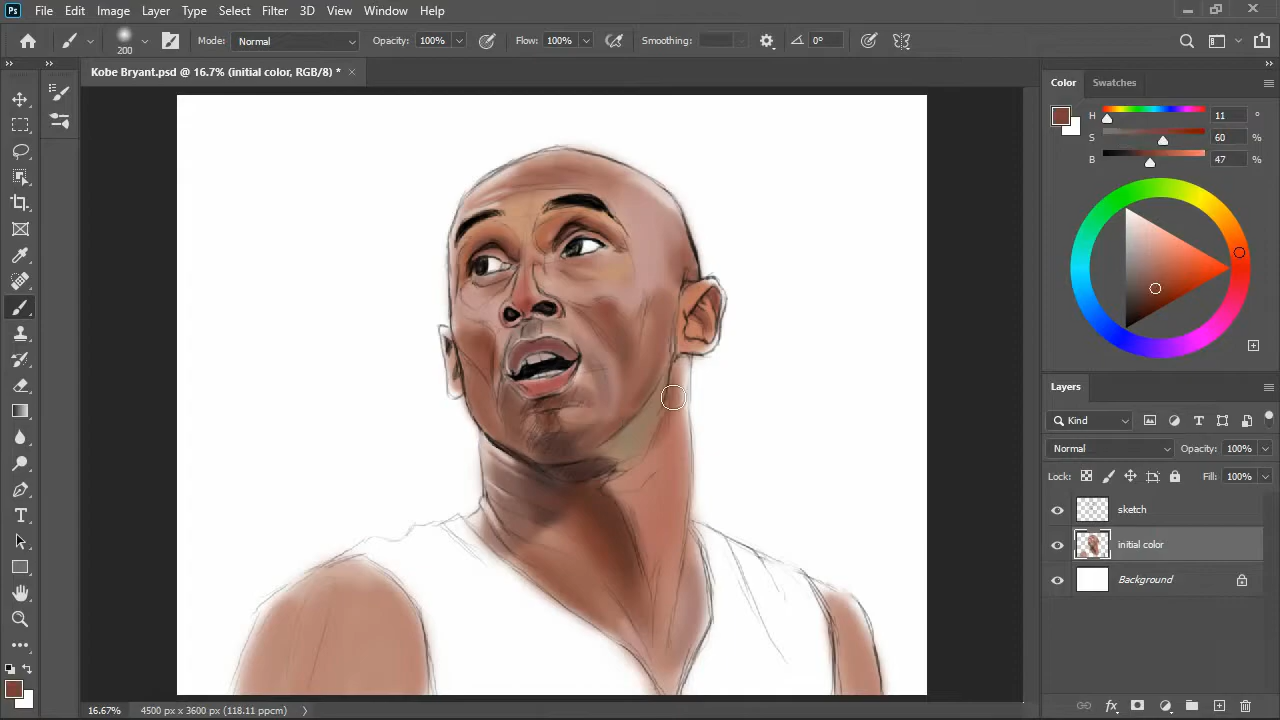 Ps File Edit Image Layer Type Select Filter 3D View Window Help
200 Mode: Normal Opacity: 100% Flow: 100% Smoothing: 0°
Kobe Bryant.psd @ 16.7% (initial color, RGB/8) *
Color Swatches
H 11 °
S 60 %
B 47 %
Layers
Kind
Normal Opacity: 100%
Lock: Fill: 100%
sketch
initial color
Background
16.67% 4500 px x 3600 px (118.11 ppcm)